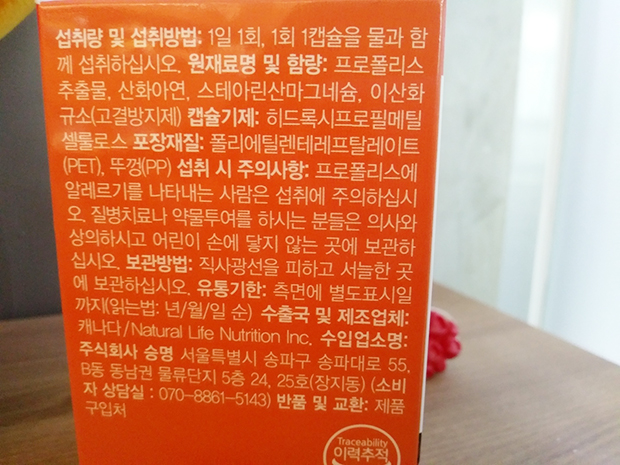 섭취량 및 섭취방법: 1일 1회, 1회 1캡슐을 물과 함
께 섭취하십시오. 원재료명 및 함량: 프로폴리스
추출물, 산화아연, 스테아린산마그네슘, 이산화
규소(고결방지제) 캡슐기제: 히드록시프로필메틸
셀룰로스 포장재질: 폴리에틸렌테레프탈레이트
(PET), 뚜껑(PP) 섭취 시 주의사항: 프로폴리스에
알레르기를 나타내는 사람은 섭취에 주의하십시
오. 질병치료나 약물투여를 하시는 분들은 의사와
상의하시고 어린이 손에 닿지 않는 곳에 보관하
십시오. 보관방법: 직사광선을 피하고 서늘한 곳
에 보관하십시오. 유통기한: 측면에 별도표시일
까지(읽는법: 년/월/일 순) 수출국 및 제조업체:
캐나다/Natural Life Nutrition Inc. 수입업소명:
주식회사 승명 서울특별시 송파구 송파대로 55,
B동 동남권 물류단지 5층 24, 25호(장지동) (소비
자 상담실 : 070-8861-5143) 반품 및 교환: 제품
구입처
Traceability
이력추적